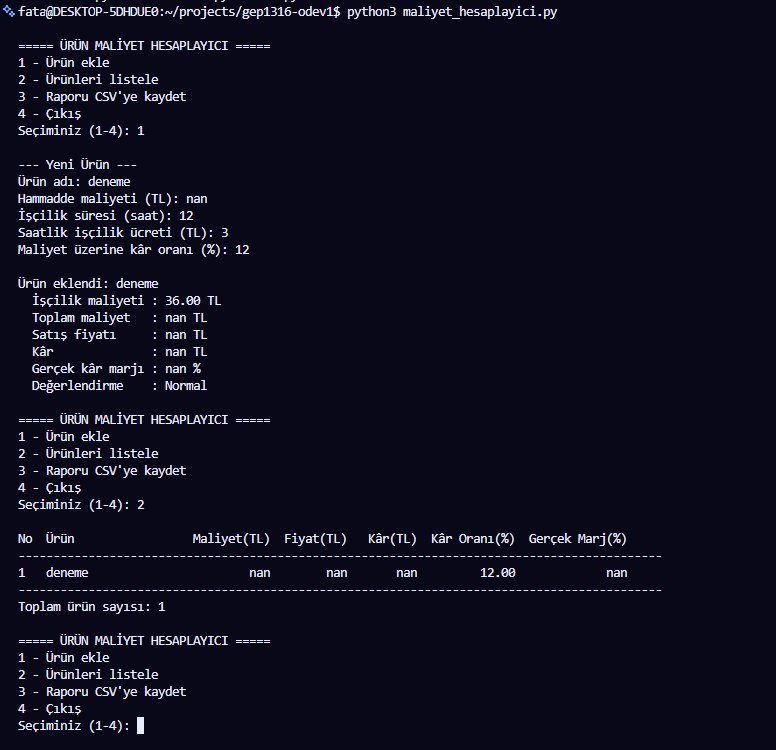 fata@DESKTOP-5DHDUE0:~/projects/gep1316-odev1$ python3 maliyet_hesaplayici.py
===== ÜRÜN MALİYET HESAPLAYICI =====
1 - Ürün ekle
2 - Ürünleri listele
3 - Raporu CSV'ye kaydet
4 - Çıkış
Seçiminiz (1-4): 1
--- Yeni Ürün ---
Ürün adı: deneme
Hammadde maliyeti (TL): nan
İşçilik süresi (saat): 12
Saatlik işçilik ücreti (TL): 3
Maliyet üzerine kâr oranı (%): 12
Ürün eklendi: deneme
İşçilik maliyeti : 36.00 TL
Toplam maliyet : nan TL
Satış fiyatı : nan TL
Kâr : nan TL
Gerçek kâr marjı : nan %
Değerlendirme : Normal
===== ÜRÜN MALİYET HESAPLAYICI =====
1 - Ürün ekle
2 - Ürünleri listele
3 - Raporu CSV'ye kaydet
4 - Çıkış
Seçiminiz (1-4): 2
No Ürün Maliyet(TL) Fiyat(TL) Kâr(TL) Kâr Oranı(%) Gerçek Marj(%)
--------------------------------------------------------------------------------------------
1 deneme nan nan nan 12.00 nan
--------------------------------------------------------------------------------------------
Toplam ürün sayısı: 1
===== ÜRÜN MALİYET HESAPLAYICI =====
1 - Ürün ekle
2 - Ürünleri listele
3 - Raporu CSV'ye kaydet
4 - Çıkış
Seçiminiz (1-4):